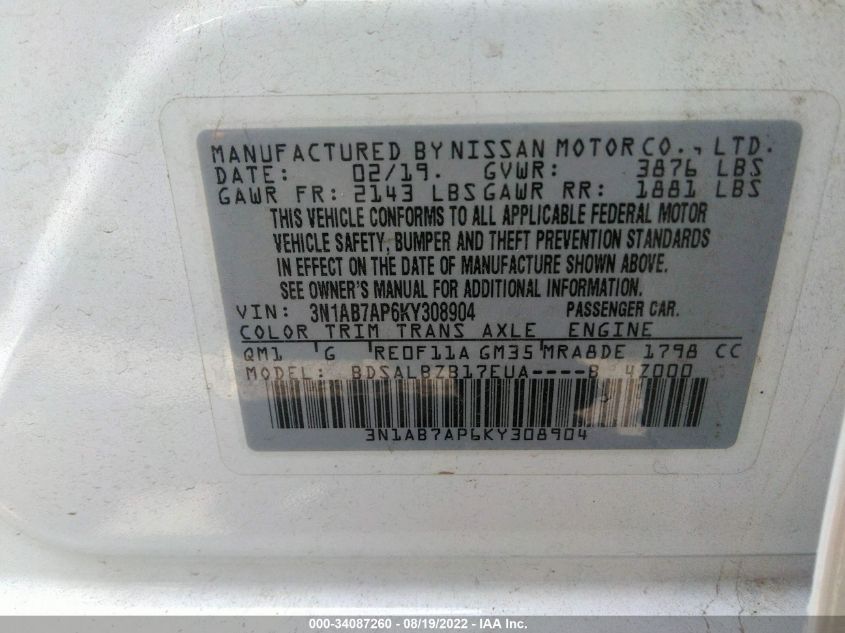 MANUFACTURED BY NISSAN MOTOR CO., LTD.
DATE: 02/19. GVWR: 3876 LBS
GAWR FR: 2143 LBS GAWR RR: 1881 LBS
THIS VEHICLE CONFORMS TO ALL APPLICABLE FEDERAL MOTOR
VEHICLE SAFETY, BUMPER AND THEFT PREVENTION STANDARDS
IN EFFECT ON THE DATE OF MANUFACTURE SHOWN ABOVE.
SEE OWNER'S MANUAL FOR ADDITIONAL INFORMATION.
VIN: 3N1AB7AP6KY308904 PASSENGER CAR.
COLOR TRIM TRANS AXLE ENGINE
QM1 'G RE0F11A GM35 MRA8DE 1798 CC
MODEL: BDSALBZB17EUA----B 4Z000
3N1AB7AP6KY308904
000-34087260 - 08/19/2022 - IAA Inc.